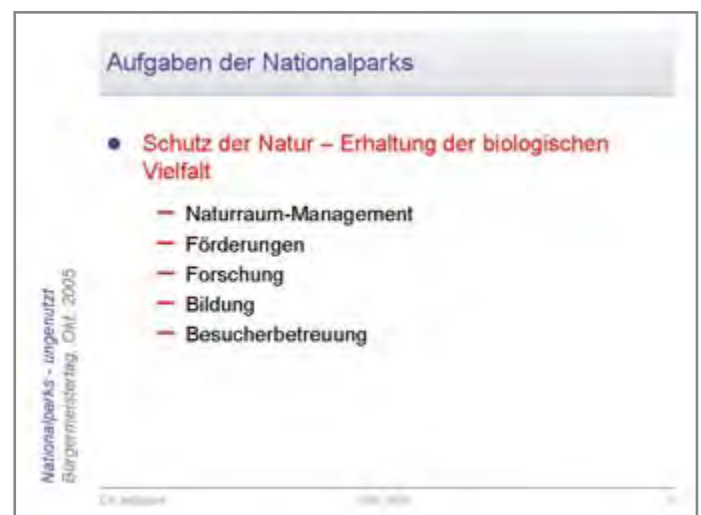 Aufgaben der Nationalparks
● Schutz der Natur – Erhaltung der biologischen
Vielfalt
– Naturraum-Management
– Förderungen
– Forschung
– Bildung
– Besucherbetreuung
Nationalparks - ungenutzt
Bürgermeistertag, Okt. 2005